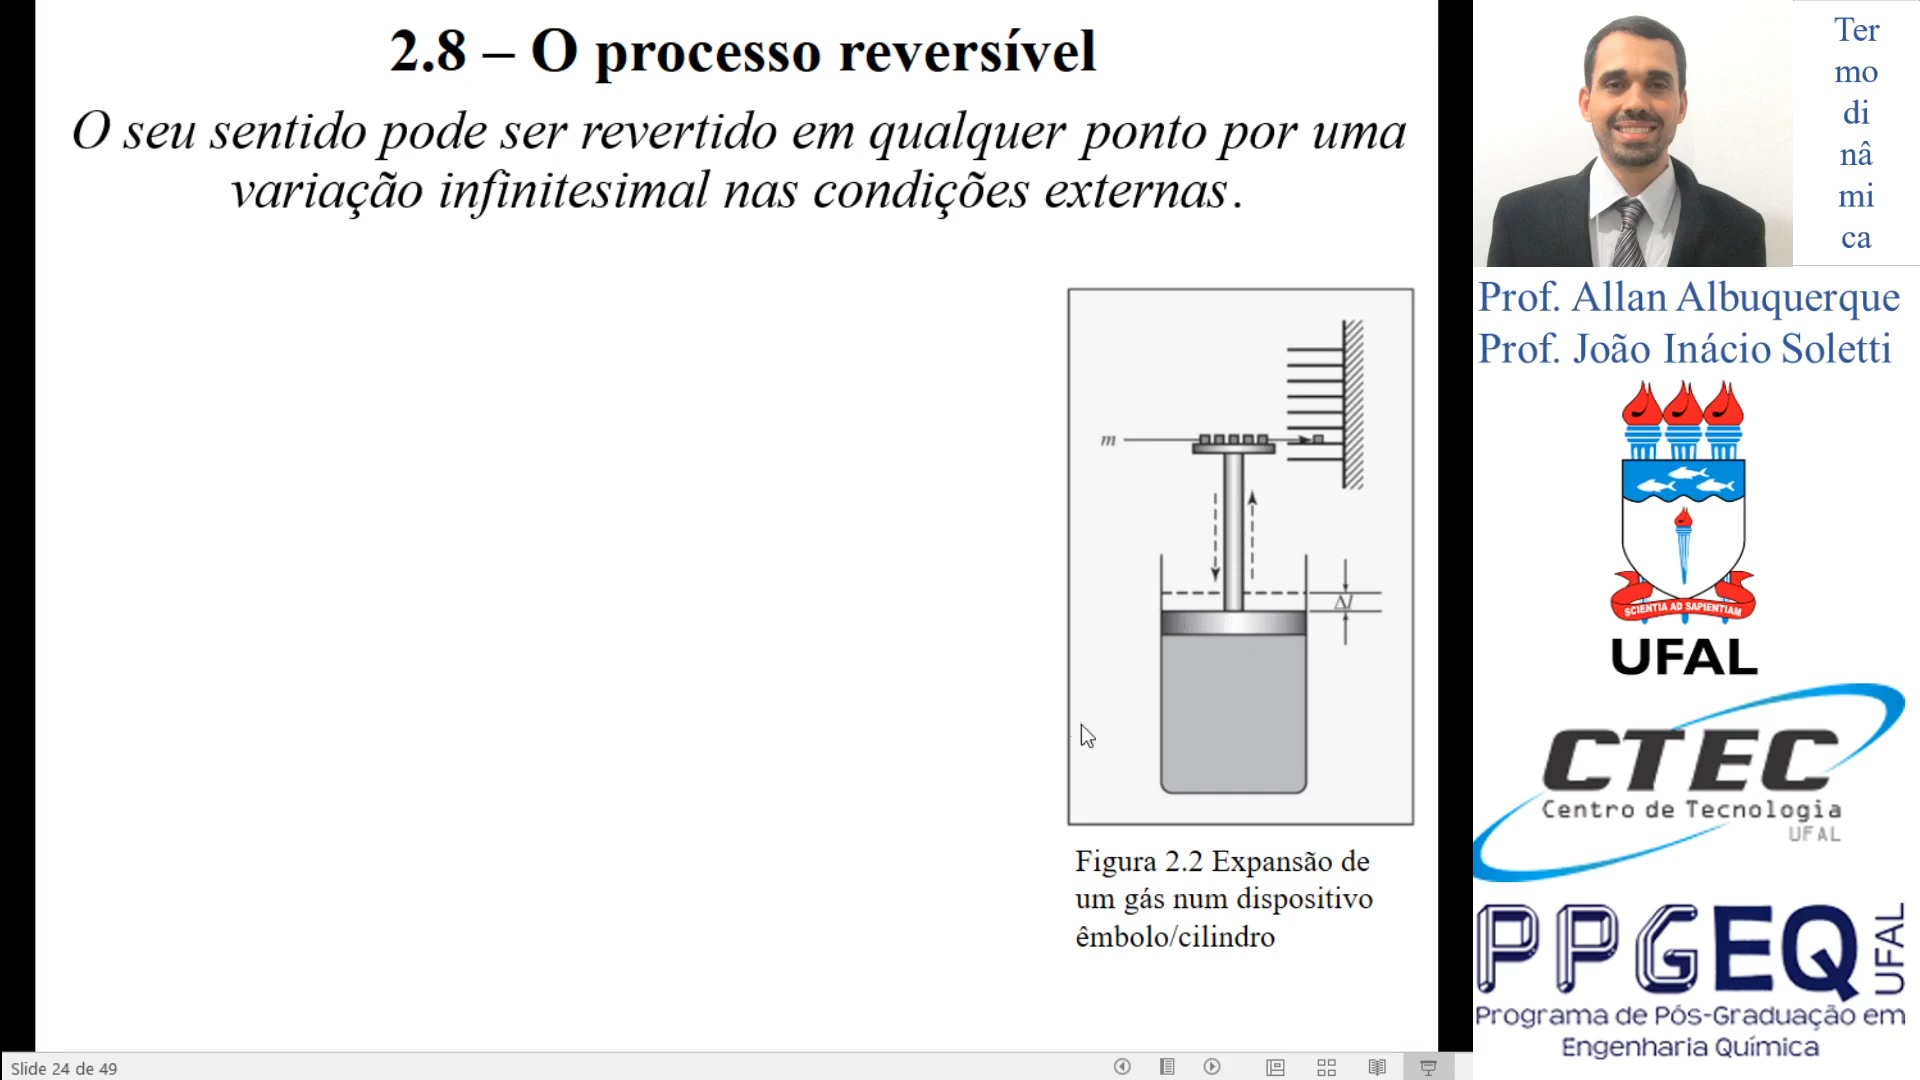 2.8 – O processo reversível
O seu sentido pode ser revertido em qualquer ponto por uma
variação infinitesimal nas condições externas.
m
Δl
Figura 2.2 Expansão de
um gás num dispositivo
êmbolo/cilindro
Slide 24 de 49
Ter
mo
di
nâ
mi
ca
Prof. Allan Albuquerque
Prof. João Inácio Soletti
SCIENTIA AD SAPIENTIAM
UFAL
CTEC
Centro de Tecnologia
UFAL
PPGEQ
UFAL
Programa de Pós-Graduação em
Engenharia Química